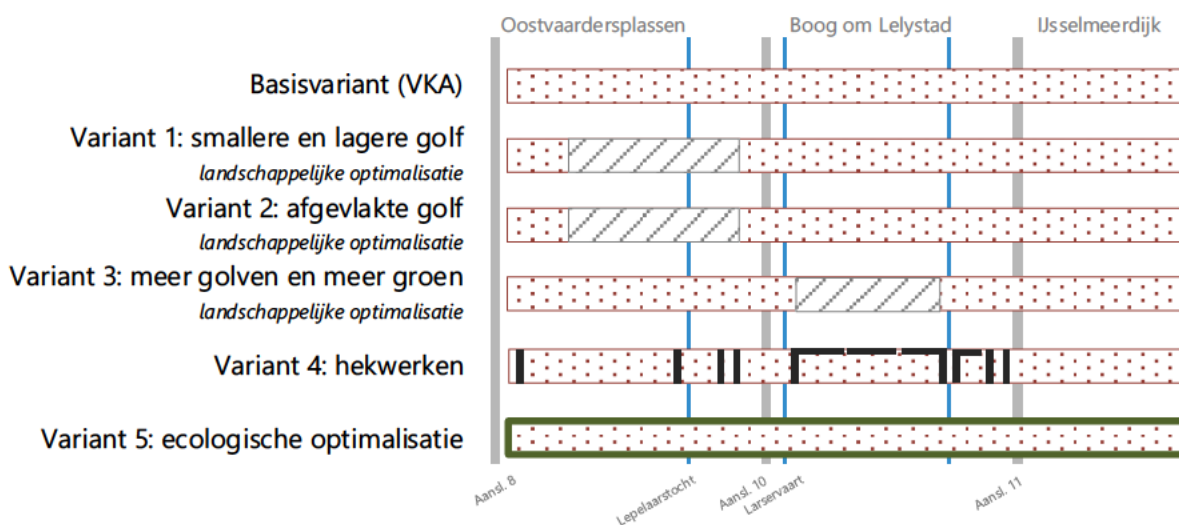 Oostvaardersplassen Boog om Lelystad IJsselmeerdijk
Basisvariant (VKA)
Variant 1: smallere en lagere golf
landschappelijke optimalisatie
Variant 2: afgevlakte golf
landschappelijke optimalisatie
Variant 3: meer golven en meer groen
landschappelijke optimalisatie
Variant 4: hekwerken
Variant 5: ecologische optimalisatie
Aansl. 8
Lepelaarstocht
Aansl. 10
Larservaart
Aansl. 11